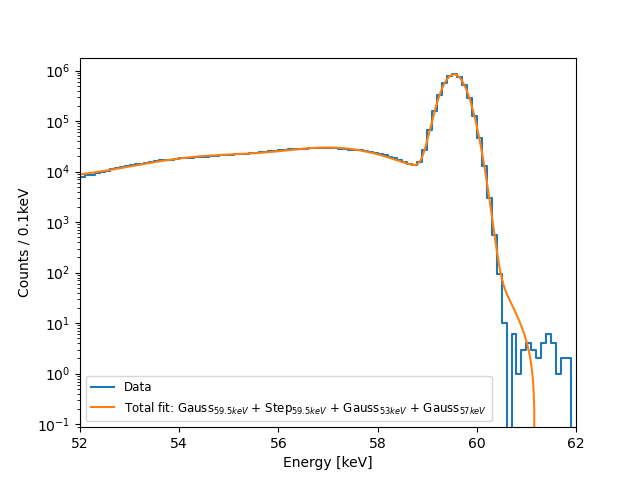 10⁶
10⁵
10⁴
10³
10²
10¹
10⁰
10⁻¹
Counts / 0.1keV
Data
Total fit: Gauss₅₉.₅ₖₑV + Step₅₉.₅ₖₑV + Gauss₅₃ₖₑV + Gauss₅₇ₖₑV
52 54 56 58 60 62
Energy [keV]